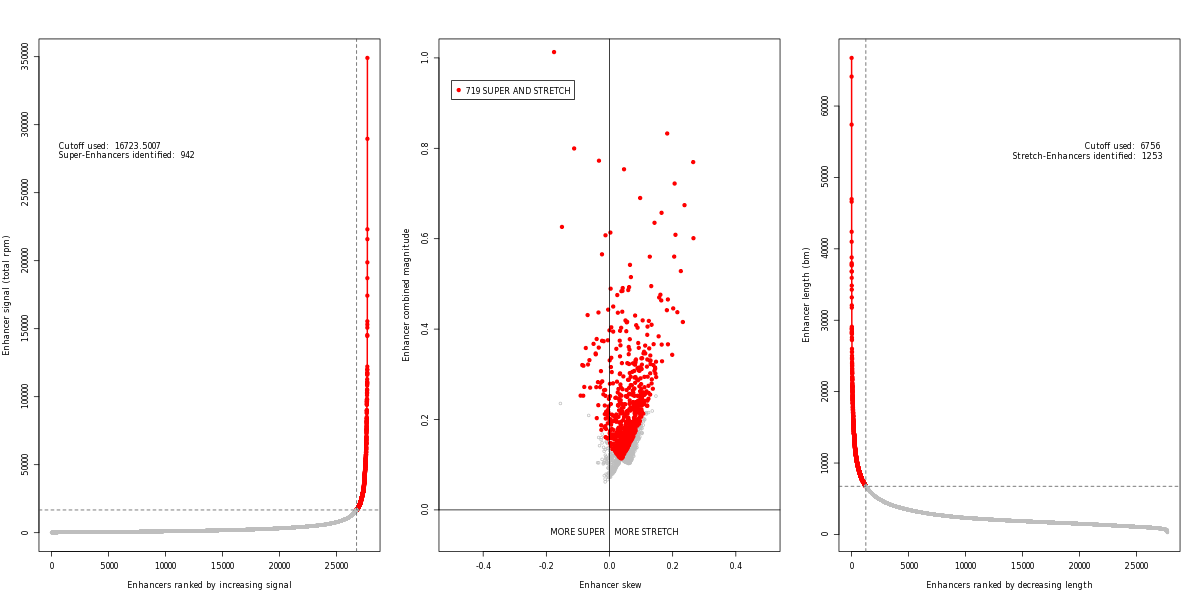 Enhancer signal (total rpm)
0
50000
100000
150000
200000
250000
300000
350000
Cutoff used: 16723.5007
Super-Enhancers identified: 942
0
5000
10000
15000
20000
25000
Enhancers ranked by increasing signal
Enhancer combined magnitude
0.0
0.2
0.4
0.6
0.8
1.0
719 SUPER AND STRETCH
MORE SUPER
MORE STRETCH
-0.4
-0.2
0.0
0.2
0.4
Enhancer skew
Enhancer length (bm)
0
10000
20000
30000
40000
50000
60000
Cutoff used: 6756
Stretch-Enhancers identified: 1253
0
5000
10000
15000
20000
25000
Enhancers ranked by decreasing length